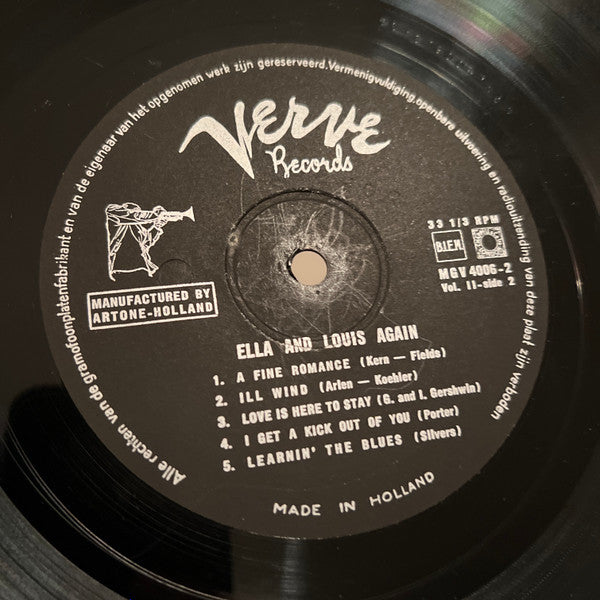 Alle rechten van de gramofoonplatenfabrikant en van de eigenaar van het opgenomen werk zijn gereserveerd. Vermenigvuldiging, openbare uitvoering en radiouitzending van deze plaat zijn verboden
Verve
Records
33 1/3 RPM
B.I.E.M.
MGV 4006-2
Vol. II-side 2
MANUFACTURED BY
ARTONE-HOLLAND
ELLA AND LOUIS AGAIN
1. A FINE ROMANCE (Kern — Fields)
2. ILL WIND (Arlen — Koehler)
3. LOVE IS HERE TO STAY (G. and I. Gershwin)
4. I GET A KICK OUT OF YOU (Porter)
5. LEARNIN' THE BLUES (Silvers)
MADE IN HOLLAND